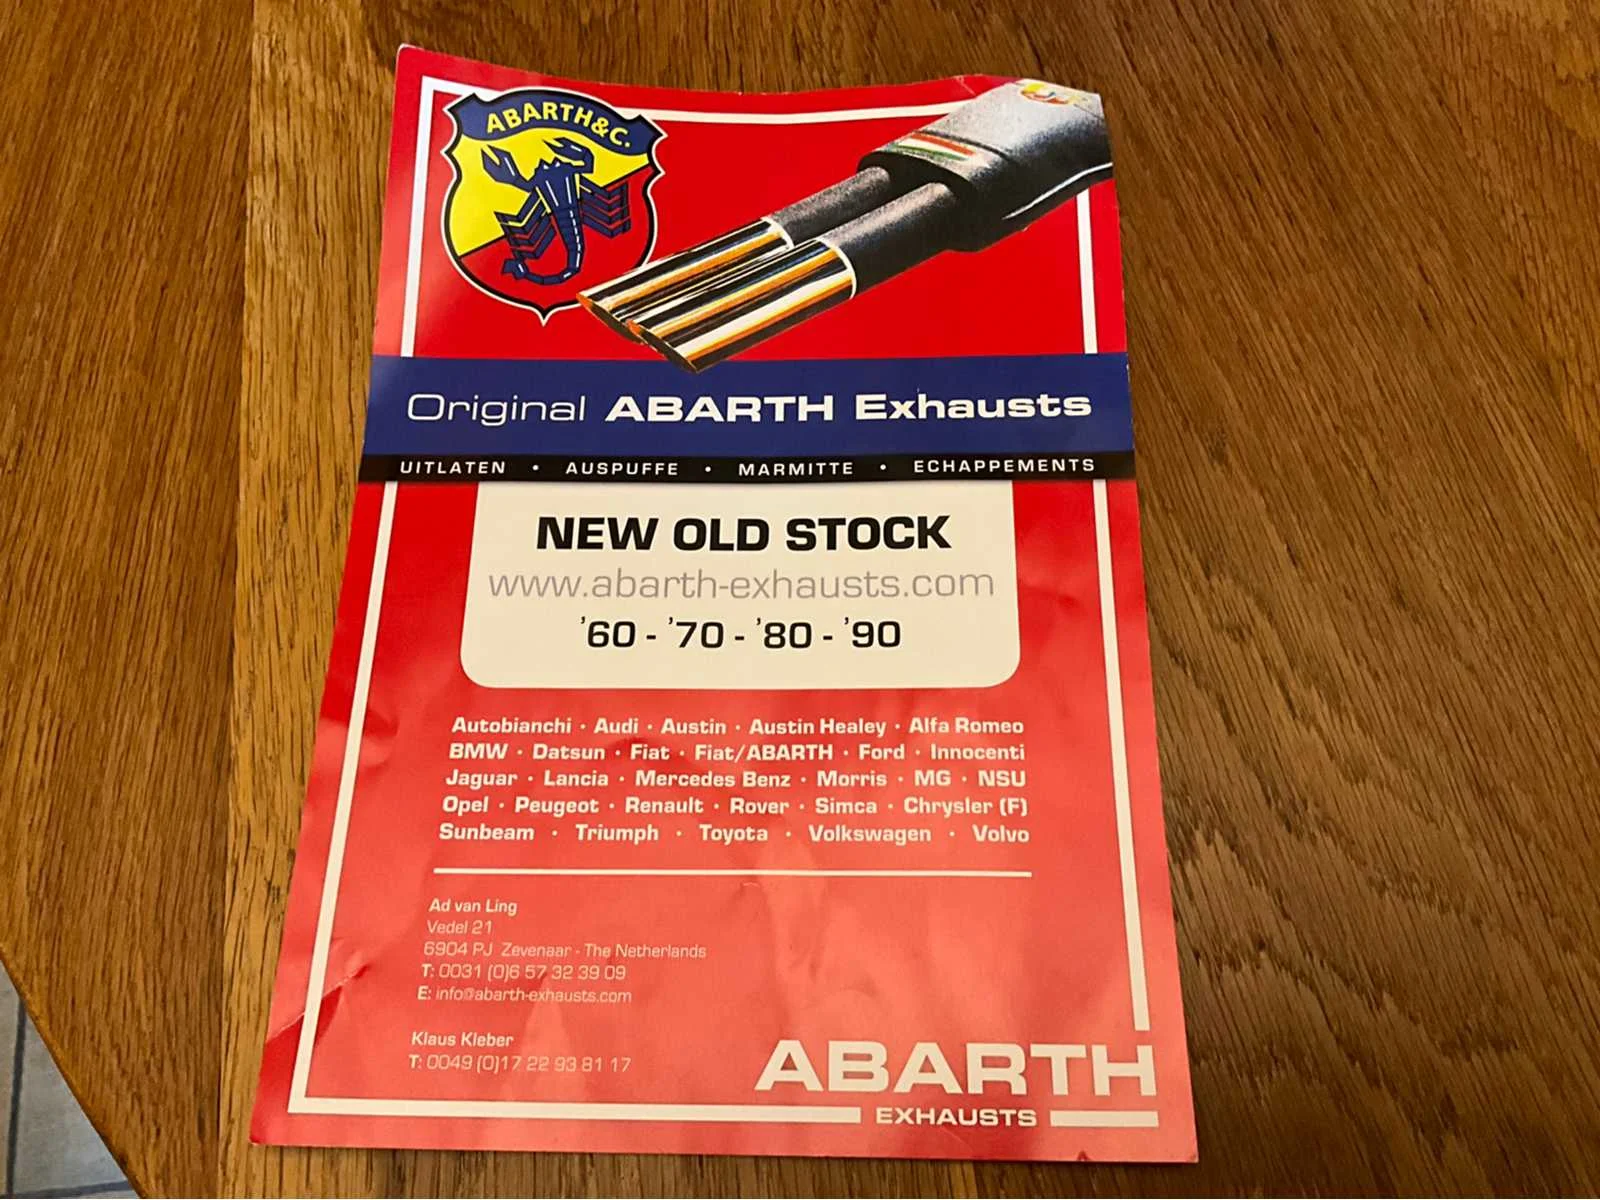 ABARTH&C.
Original ABARTH Exhausts
UITLATEN • AUSPUFFE • MARMITTE • ECHAPPEMENTS
NEW OLD STOCK
www.abarth-exhausts.com
'60 - '70 - '80 - '90
Autobianchi · Audi · Austin · Austin Healey · Alfa Romeo
BMW · Datsun · Fiat · Fiat/ABARTH · Ford · Innocenti
Jaguar · Lancia · Mercedes Benz · Morris · MG · NSU
Opel · Peugeot · Renault · Rover · Simca · Chrysler (F)
Sunbeam · Triumph · Toyota · Volkswagen · Volvo
Ad van Ling
Vedel 21
6904 PJ Zevenaar - The Netherlands
T: 0031 (0)6 57 32 39 09
E: info@abarth-exhausts.com
Klaus Kleber
T: 0049 (0)17 22 93 81 17
ABARTH
EXHAUSTS